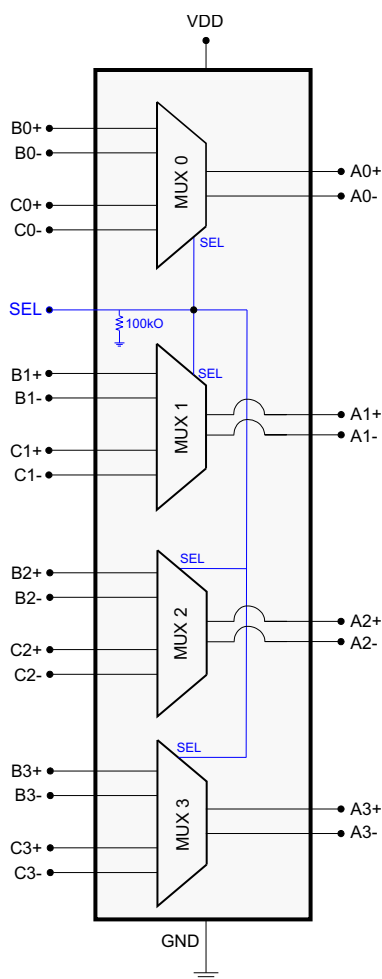 VDD
B0+
B0-
C0+
C0-
MUX 0
A0+
A0-
SEL
SEL
100kO
SEL
B1+
B1-
C1+
C1-
MUX 1
A1+
A1-
SEL
B2+
B2-
C2+
C2-
MUX 2
A2+
A2-
SEL
B3+
B3-
C3+
C3-
MUX 3
A3+
A3-
GND